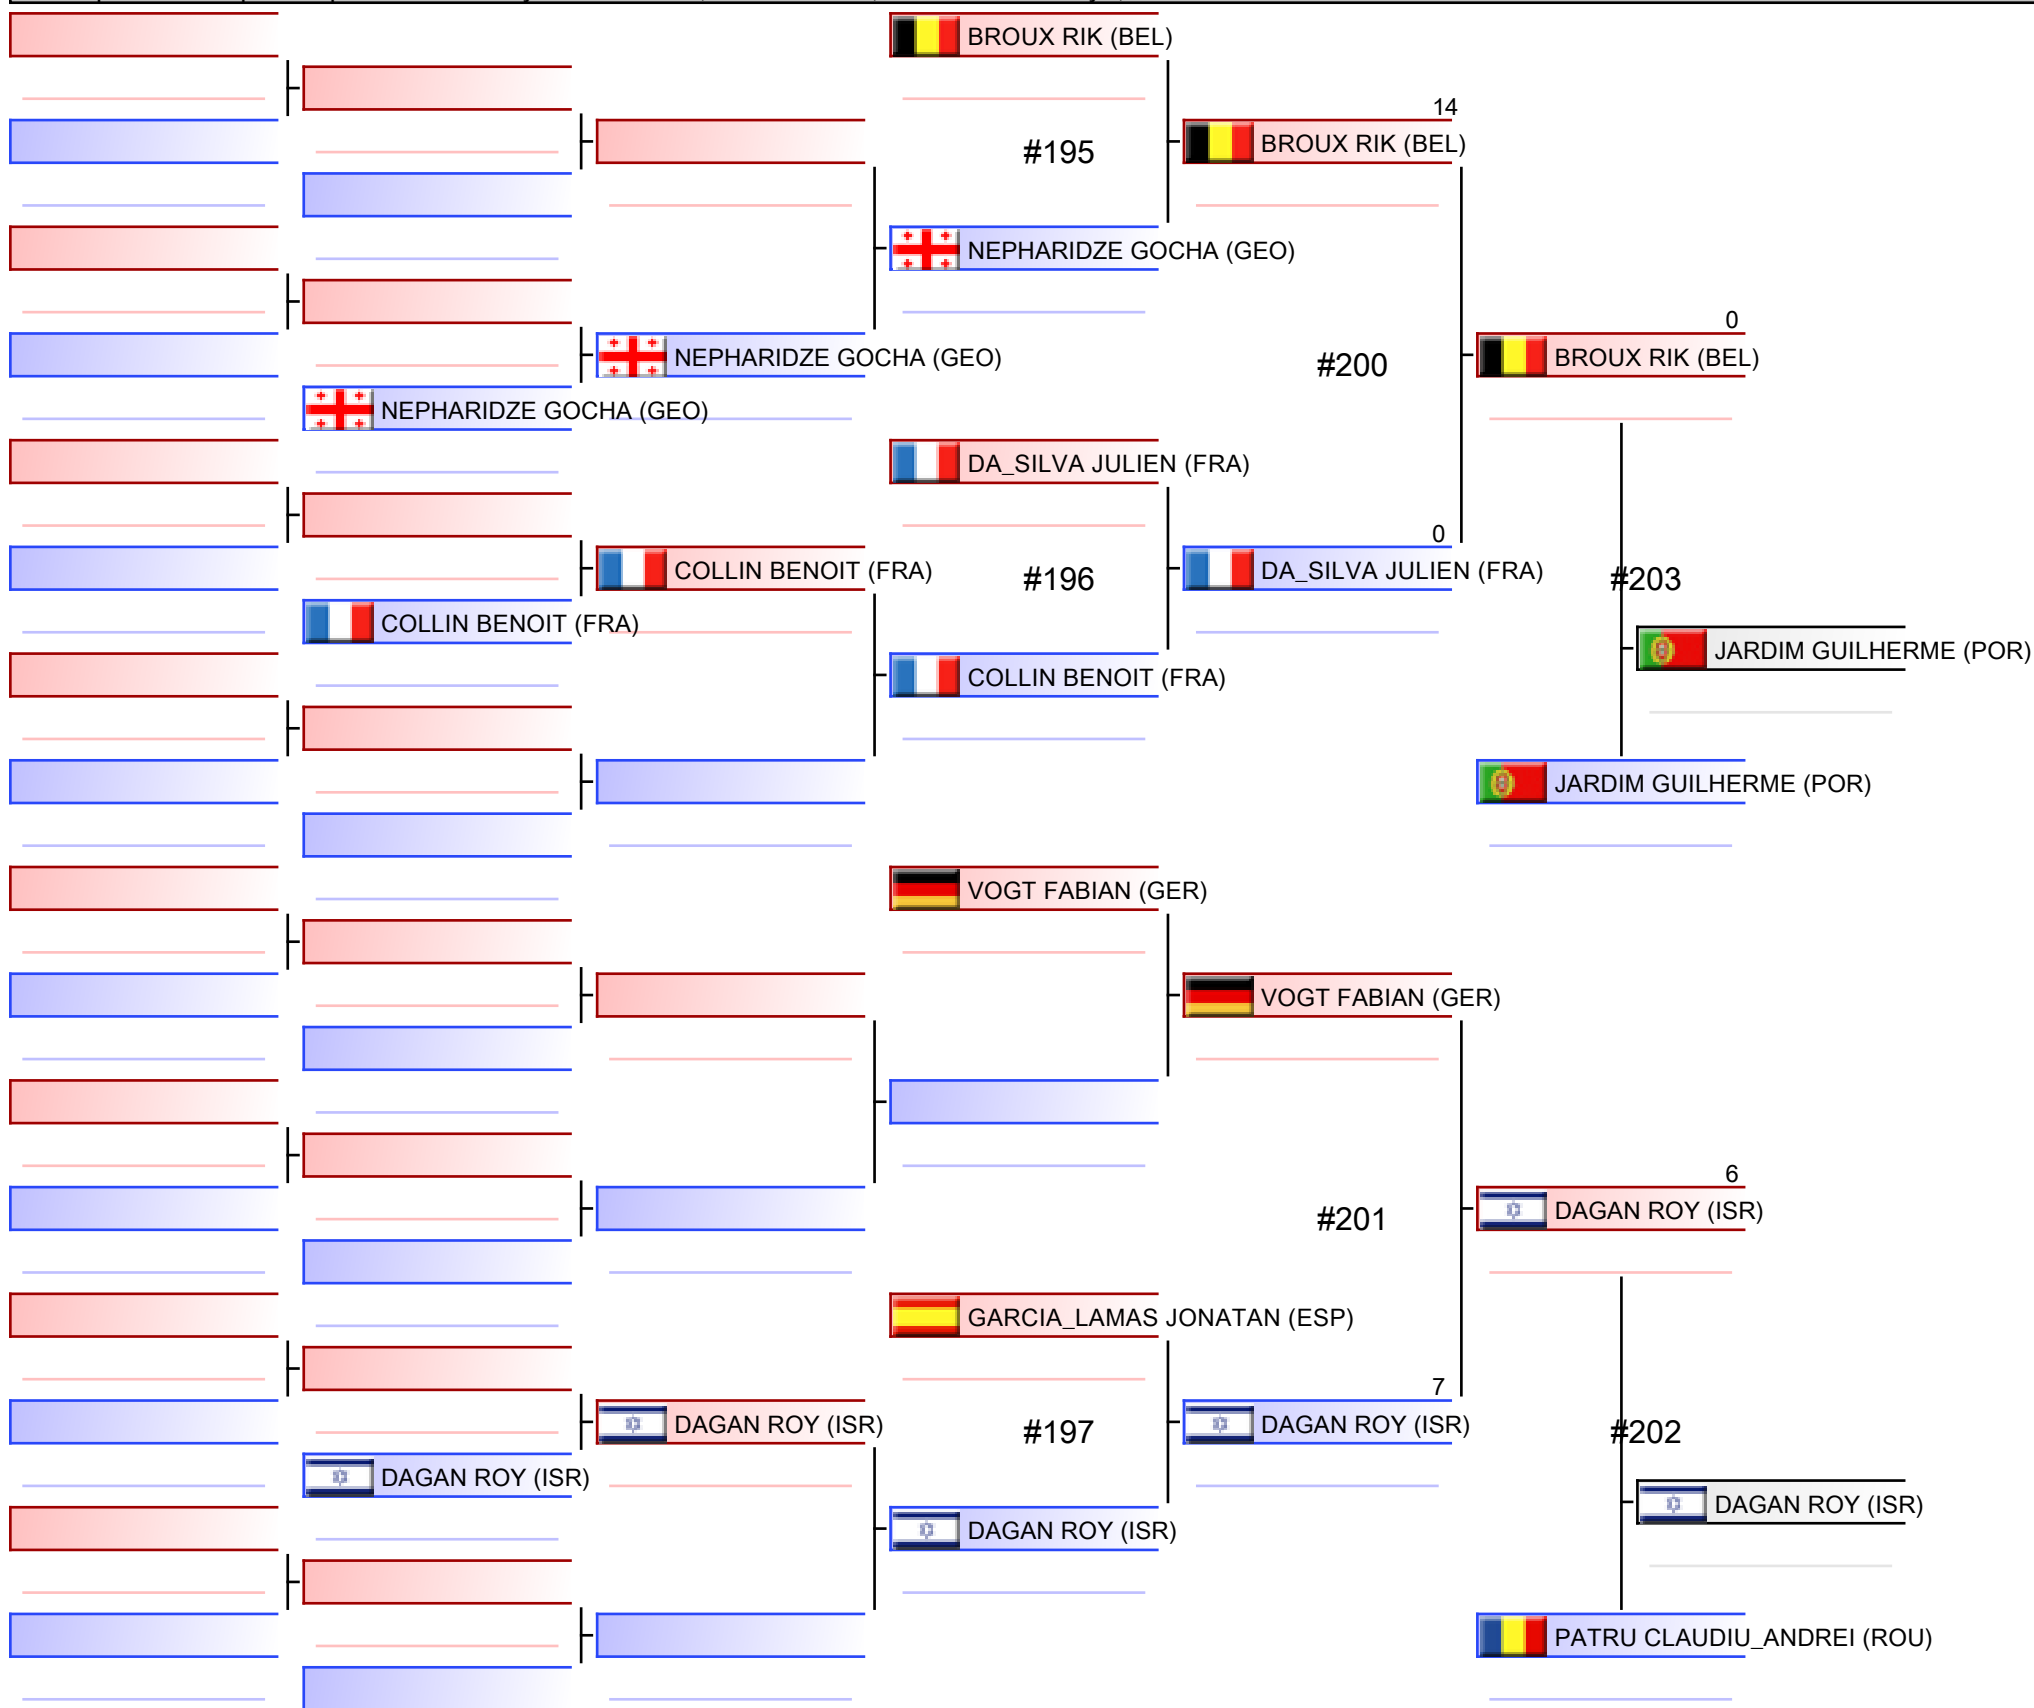 BROUX RIK (BEL)
14
#195
BROUX RIK (BEL)
NEPHARIDZE GOCHA (GEO)
0
NEPHARIDZE GOCHA (GEO)
#200
BROUX RIK (BEL)
NEPHARIDZE GOCHA (GEO)
DA_SILVA JULIEN (FRA)
0
COLLIN BENOIT (FRA)
#196
DA_SILVA JULIEN (FRA)
#203
COLLIN BENOIT (FRA)
JARDIM GUILHERME (POR)
COLLIN BENOIT (FRA)
JARDIM GUILHERME (POR)
VOGT FABIAN (GER)
VOGT FABIAN (GER)
6
#201
DAGAN ROY (ISR)
GARCIA_LAMAS JONATAN (ESP)
7
DAGAN ROY (ISR)
#197
DAGAN ROY (ISR)
#202
DAGAN ROY (ISR)
DAGAN ROY (ISR)
DAGAN ROY (ISR)
PATRU CLAUDIU_ANDREI (ROU)